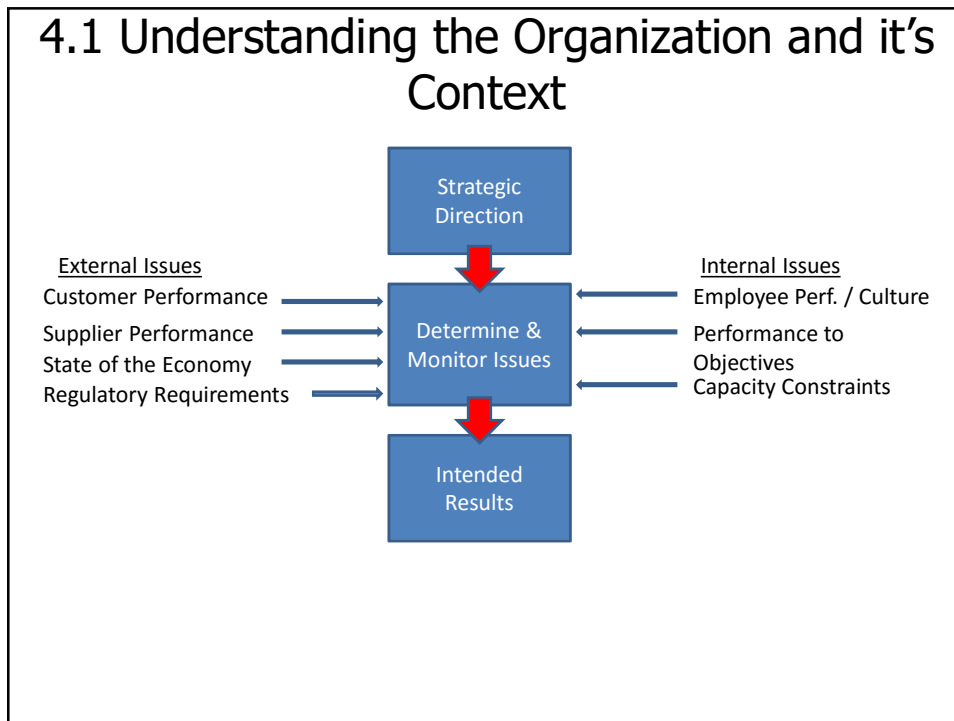 4.1 Understanding the Organization and it’s
Context
Strategic
Direction
External Issues
Customer Performance
Supplier Performance
State of the Economy
Regulatory Requirements
Determine &
Monitor Issues
Internal Issues
Employee Perf. / Culture
Performance to
Objectives
Capacity Constraints
Intended
Results